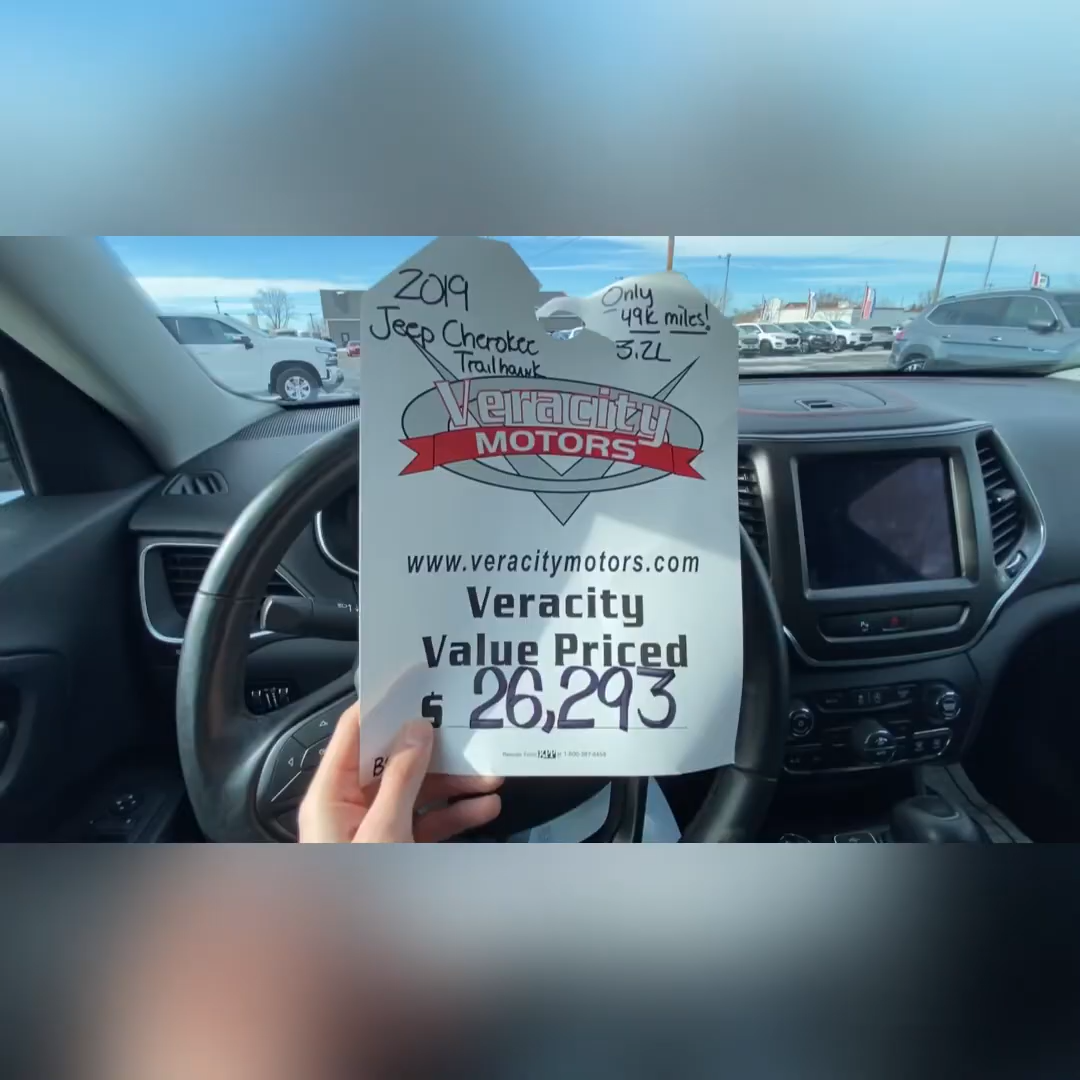 2019
Jeep Cherokee
Trailhawk
Only
49K miles!
3.2L
Veracity
MOTORS
www.veracitymotors.com
Veracity
Value Priced
$ 26,293